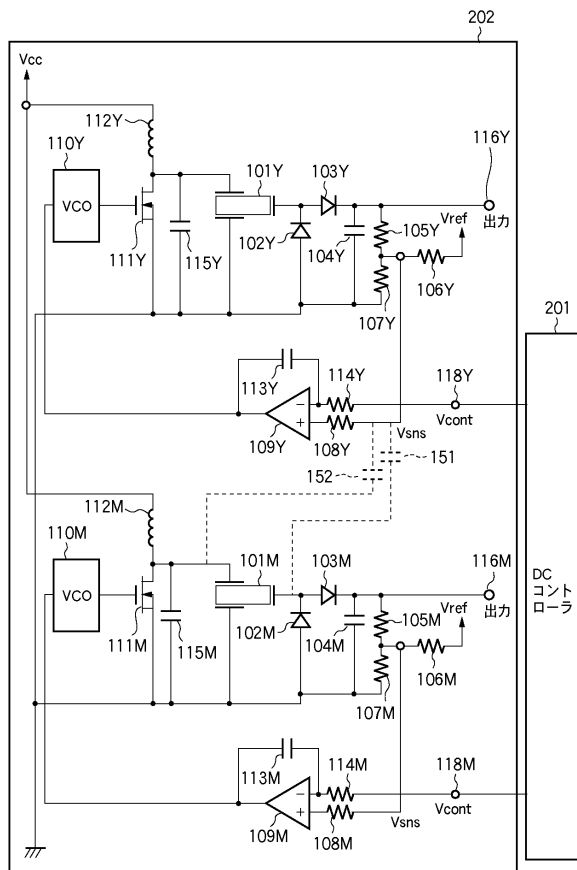 202
Vcc
112Y
110Y
VCO
111Y
115Y
101Y
102Y
103Y
104Y
105Y
107Y
Vref
106Y
116Y
出力
201
113Y
109Y
114Y
108Y
118Y
Vcont
Vsns
151
152
112M
110M
VCO
111M
115M
101M
102M
103M
104M
105M
107M
Vref
106M
116M
出力
DC
コント
ローラ
113M
109M
114M
108M
118M
Vcont
Vsns